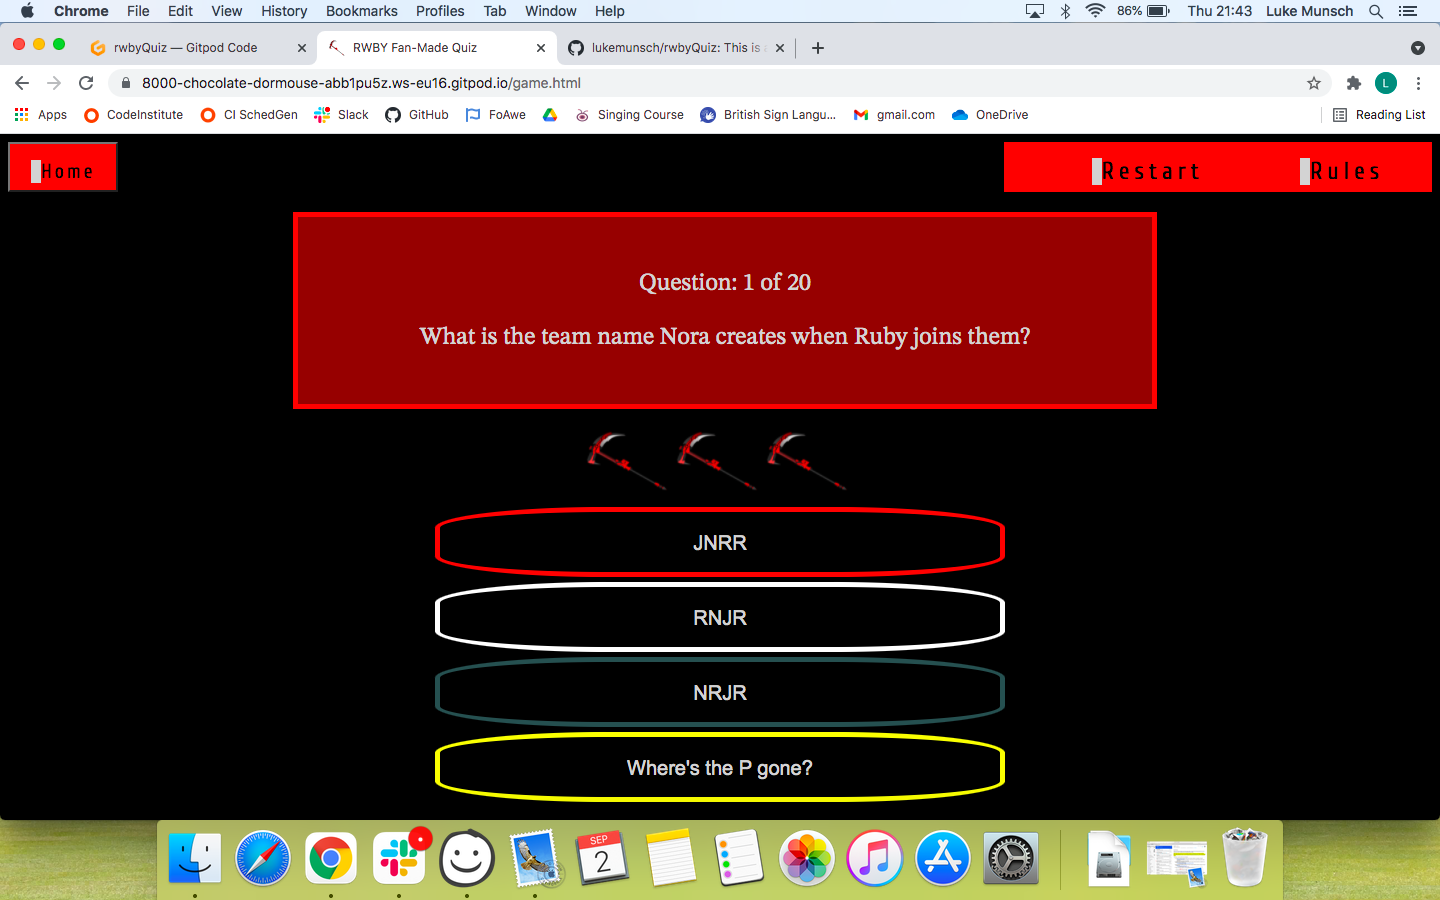 Chrome File Edit View History Bookmarks Profiles Tab Window Help 86% Thu 21:43 Luke Munsch
rwbyQuiz — Gitpod Code RWBY Fan-Made Quiz lukemunsch/rwbyQuiz: This is
8000-chocolate-dormouse-abb1pu5z.ws-eu16.gitpod.io/game.html L
Apps CodeInstitute CI SchedGen Slack GitHub FoAwe Singing Course British Sign Langu... gmail.com OneDrive Reading List
Home Restart Rules
Question: 1 of 20
What is the team name Nora creates when Ruby joins them?
JNRR
RNJR
NRJR
Where's the P gone?
SEP
2